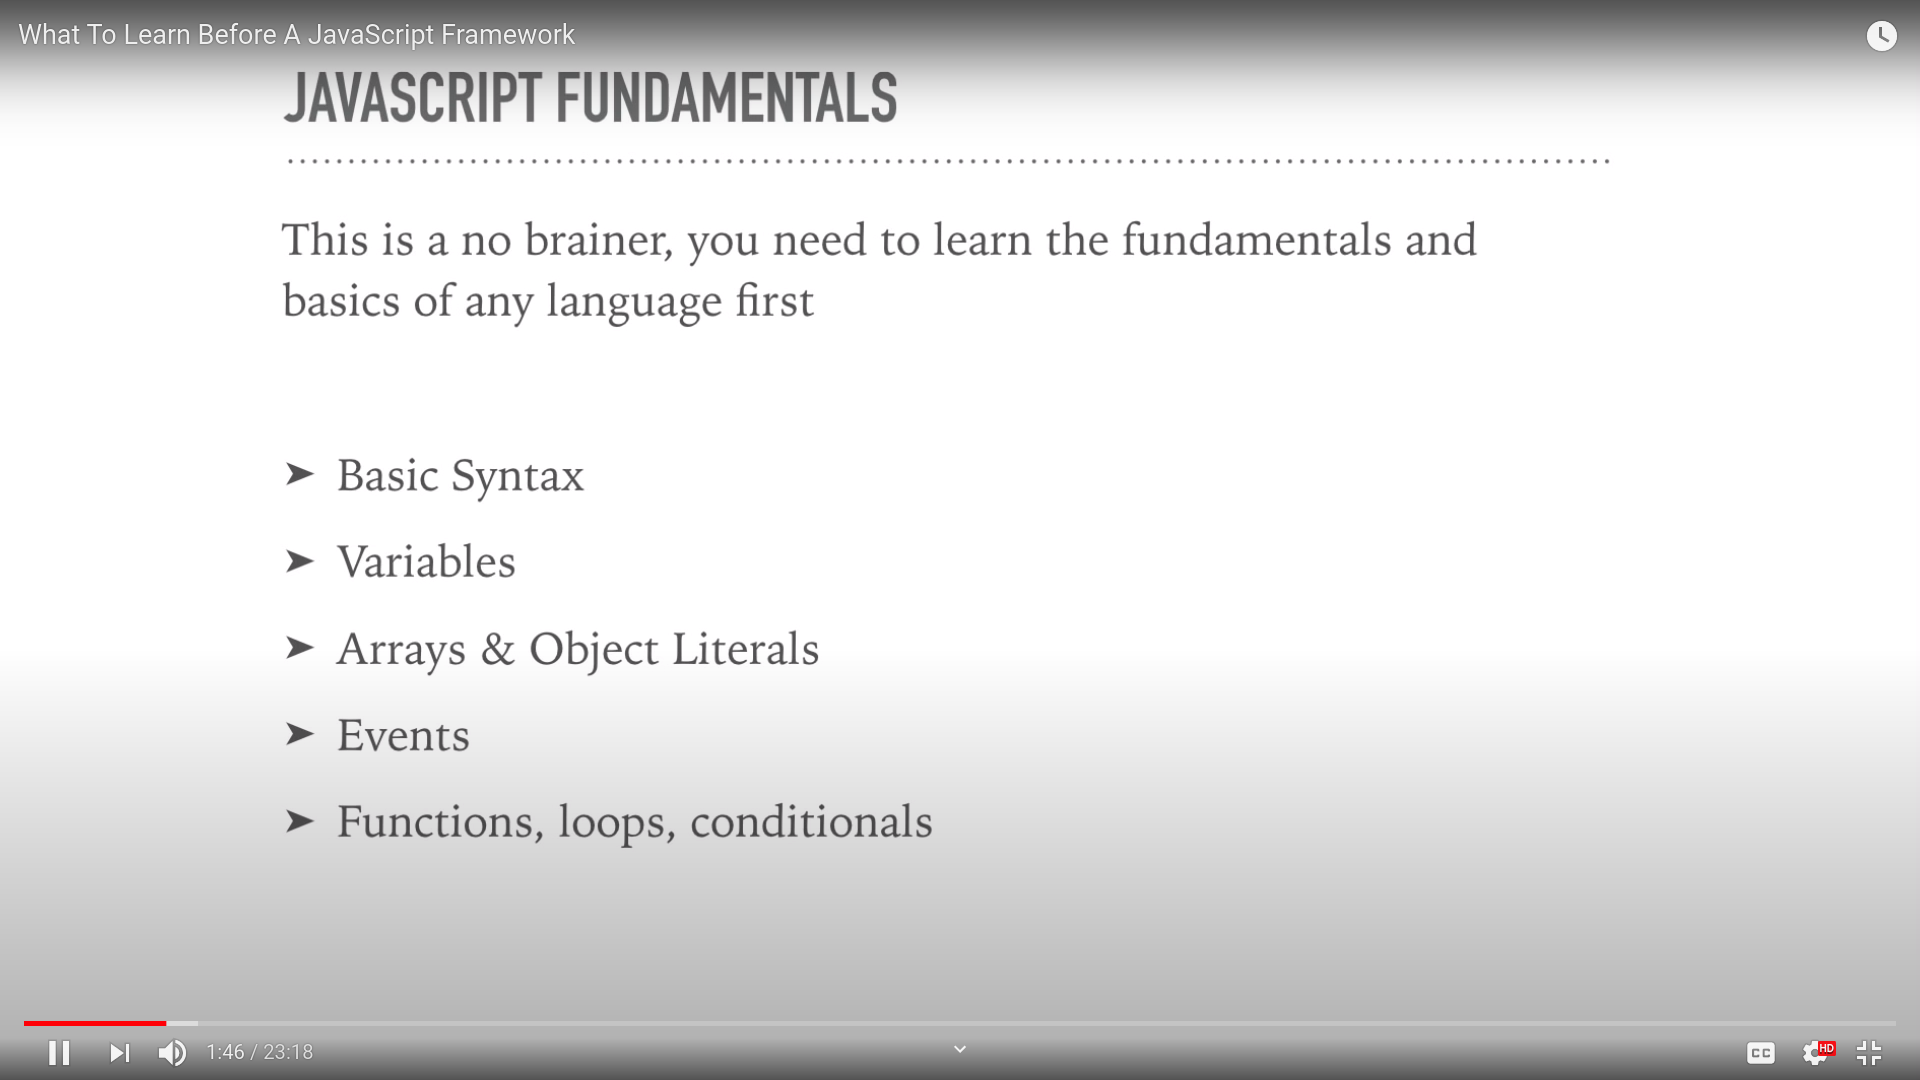 What To Learn Before A JavaScript Framework
JAVASCRIPT FUNDAMENTALS
This is a no brainer, you need to learn the fundamentals and
basics of any language first
➤ Basic Syntax
➤ Variables
➤ Arrays & Object Literals
➤ Events
➤ Functions, loops, conditionals
1:46 / 23:18
CC
HD